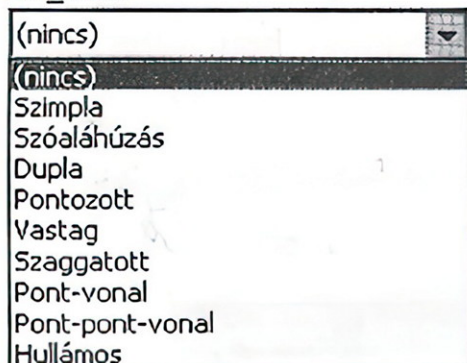 (nincs)
(nincs)
Szimpla
Szóaláhúzás
Dupla
Pontozott
Vastag
Szaggatott
Pont-vonal
Pont-pont-vonal
Hullámos